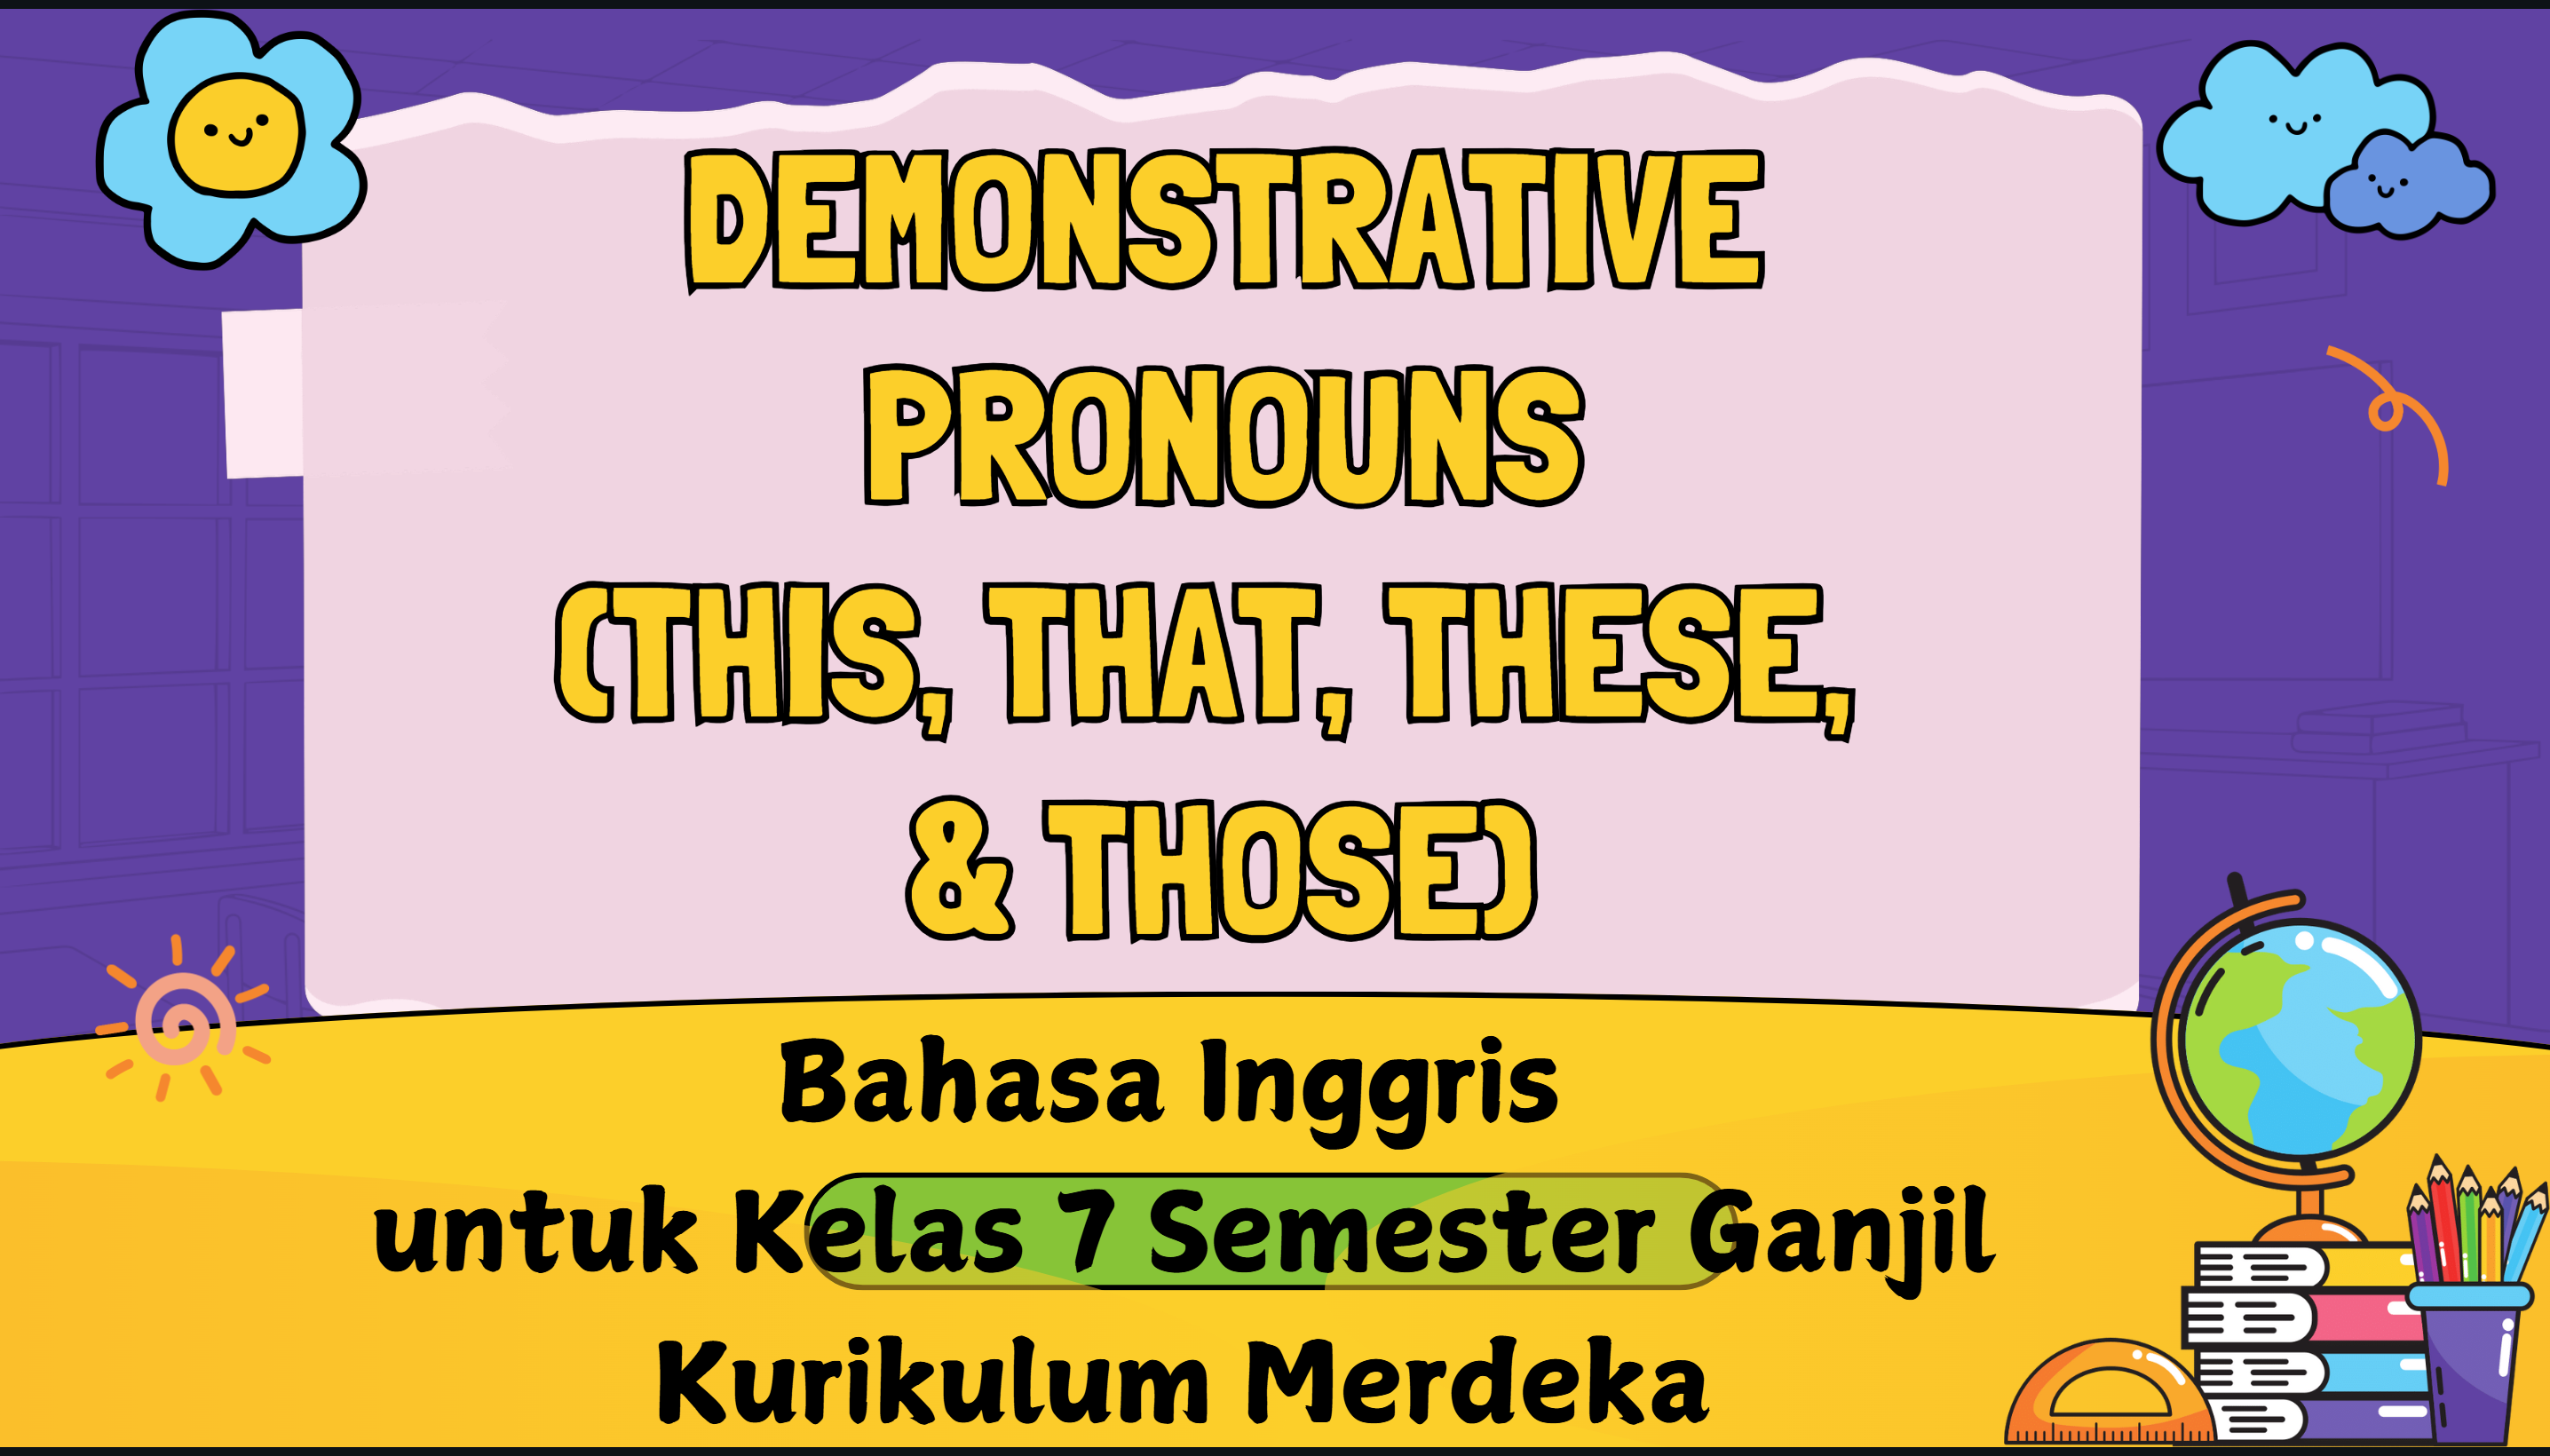 DEMONSTRATIVE
PRONOUNS
(THIS, THAT, THESE,
& THOSE)
Bahasa Inggris
untuk Kelas 7 Semester Ganjil
Kurikulum Merdeka